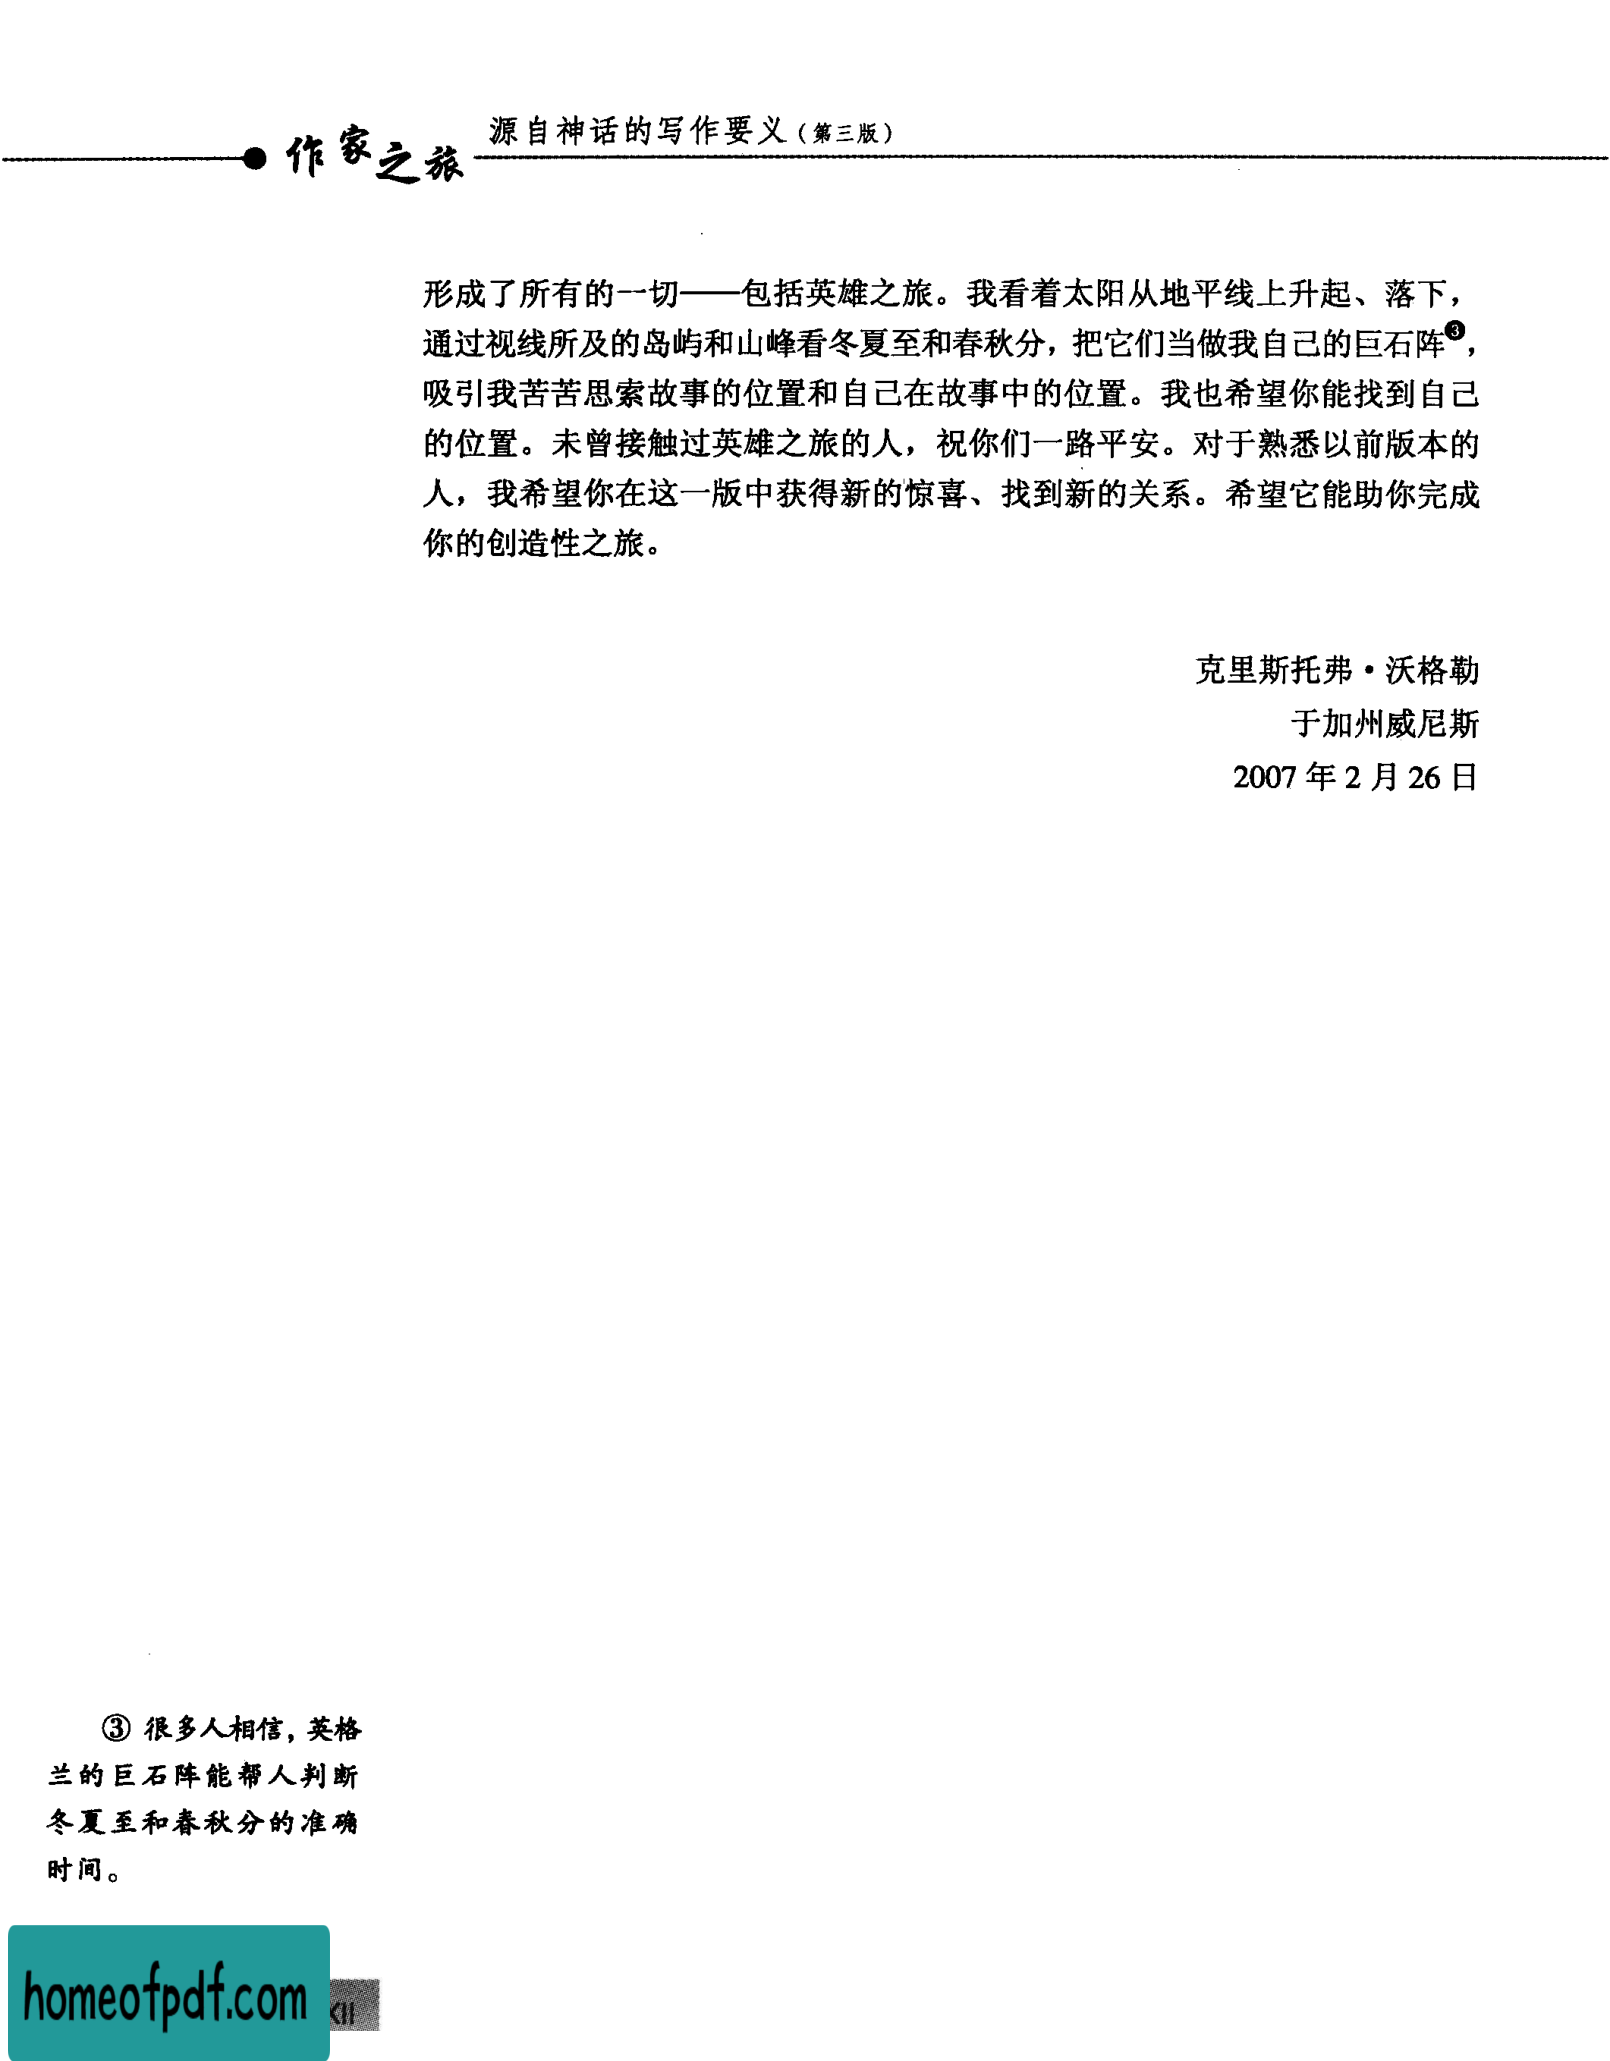 作家之旅 源自神话的写作要义（第三版）
形成了所有的一切——包括英雄之旅。我看着太阳从地平线上升起、落下，
通过视线所及的岛屿和山峰看冬夏至和春秋分，把它们当做我自己的巨石阵❸，
吸引我苦苦思索故事的位置和自己在故事中的位置。我也希望你能找到自己
的位置。未曾接触过英雄之旅的人，祝你们一路平安。对于熟悉以前版本的
人，我希望你在这一版中获得新的惊喜、找到新的关系。希望它能助你完成
你的创造性之旅。
克里斯托弗·沃格勒
于加州威尼斯
2007 年 2 月 26 日
③ 很多人相信，英格
兰的巨石阵能帮人判断
冬夏至和春秋分的准确
时间。
homeofpdf.com